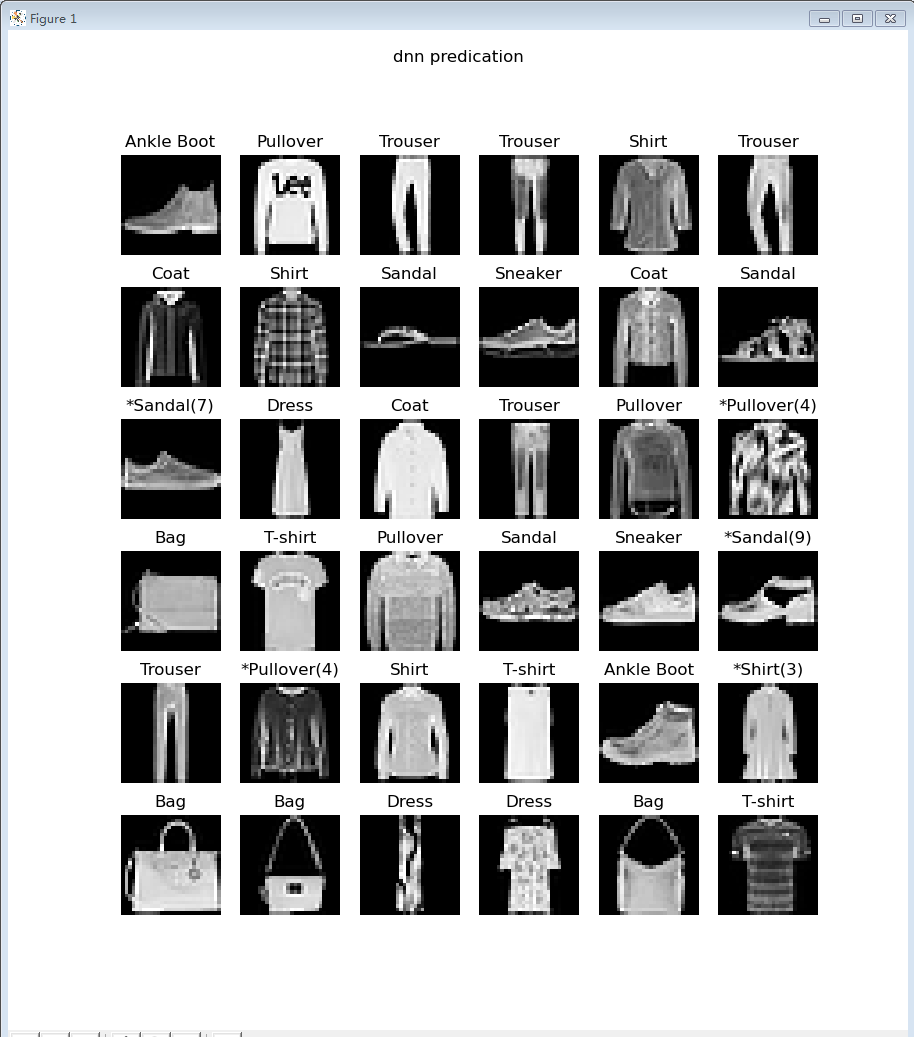 Figure 1
dnn predication
Ankle Boot Pullover Trouser Trouser Shirt Trouser
Lee
Coat Shirt Sandal Sneaker Coat Sandal
*Sandal(7) Dress Coat Trouser Pullover *Pullover(4)
Bag T-shirt Pullover Sandal Sneaker *Sandal(9)
Trouser *Pullover(4) Shirt T-shirt Ankle Boot *Shirt(3)
Bag Bag Dress Dress Bag T-shirt